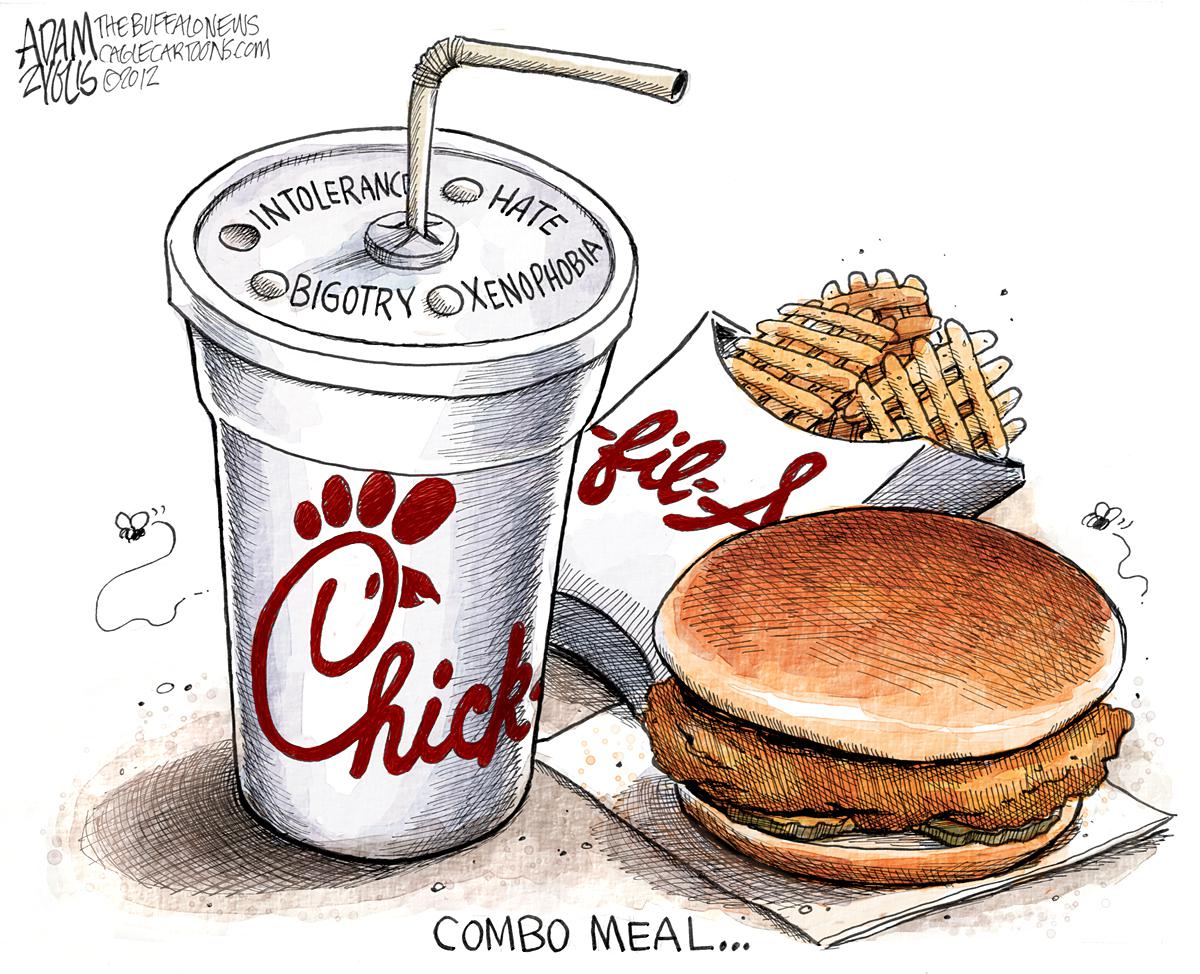 ADAM
ZYGLIS
THE BUFFALO NEWS
CAGLECARTOONS.COM
©2012
INTOLERANCE
HATE
BIGOTRY
XENOPHOBIA
Chick-
-fil-A
COMBO MEAL...